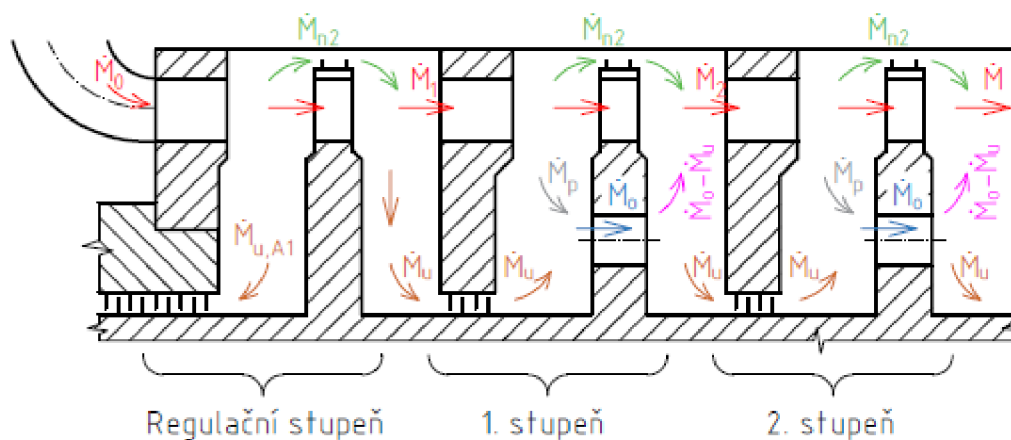 Ṁn2 Ṁn2 Ṁn2
Ṁ0 Ṁ1 Ṁ2 Ṁ
Ṁp Ṁo Ṁo-Ṁu Ṁp Ṁo Ṁo-Ṁu
Ṁu,A1 Ṁu Ṁu Ṁu Ṁu Ṁu
Regulační stupeň 1. stupeň 2. stupeň